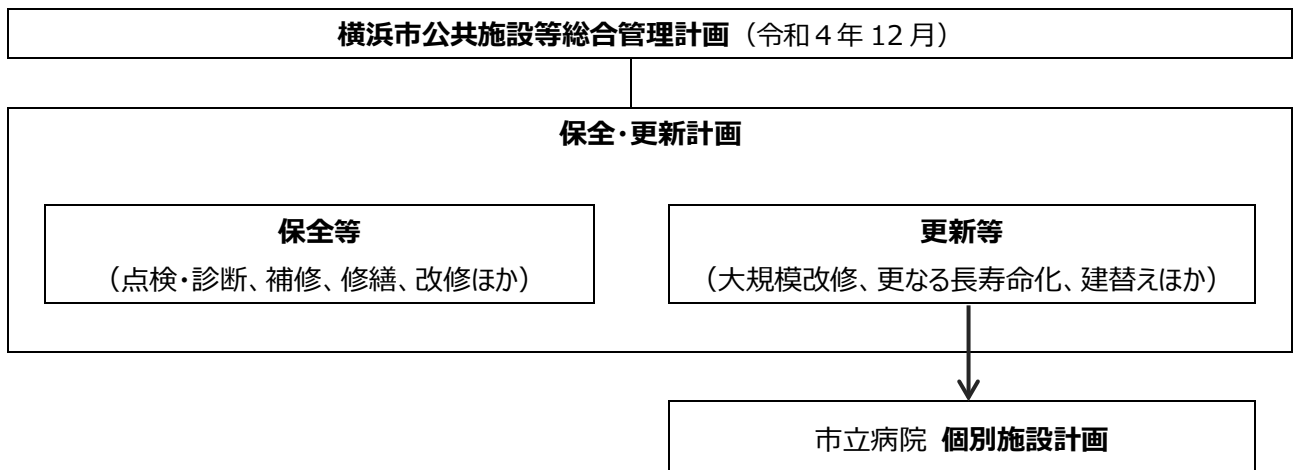 横浜市公共施設等総合管理計画（令和４年 12 月）
保全・更新計画
保全等
（点検・診断、補修、修繕、改修ほか）
更新等
（大規模改修、更なる長寿命化、建替えほか）
市立病院 個別施設計画